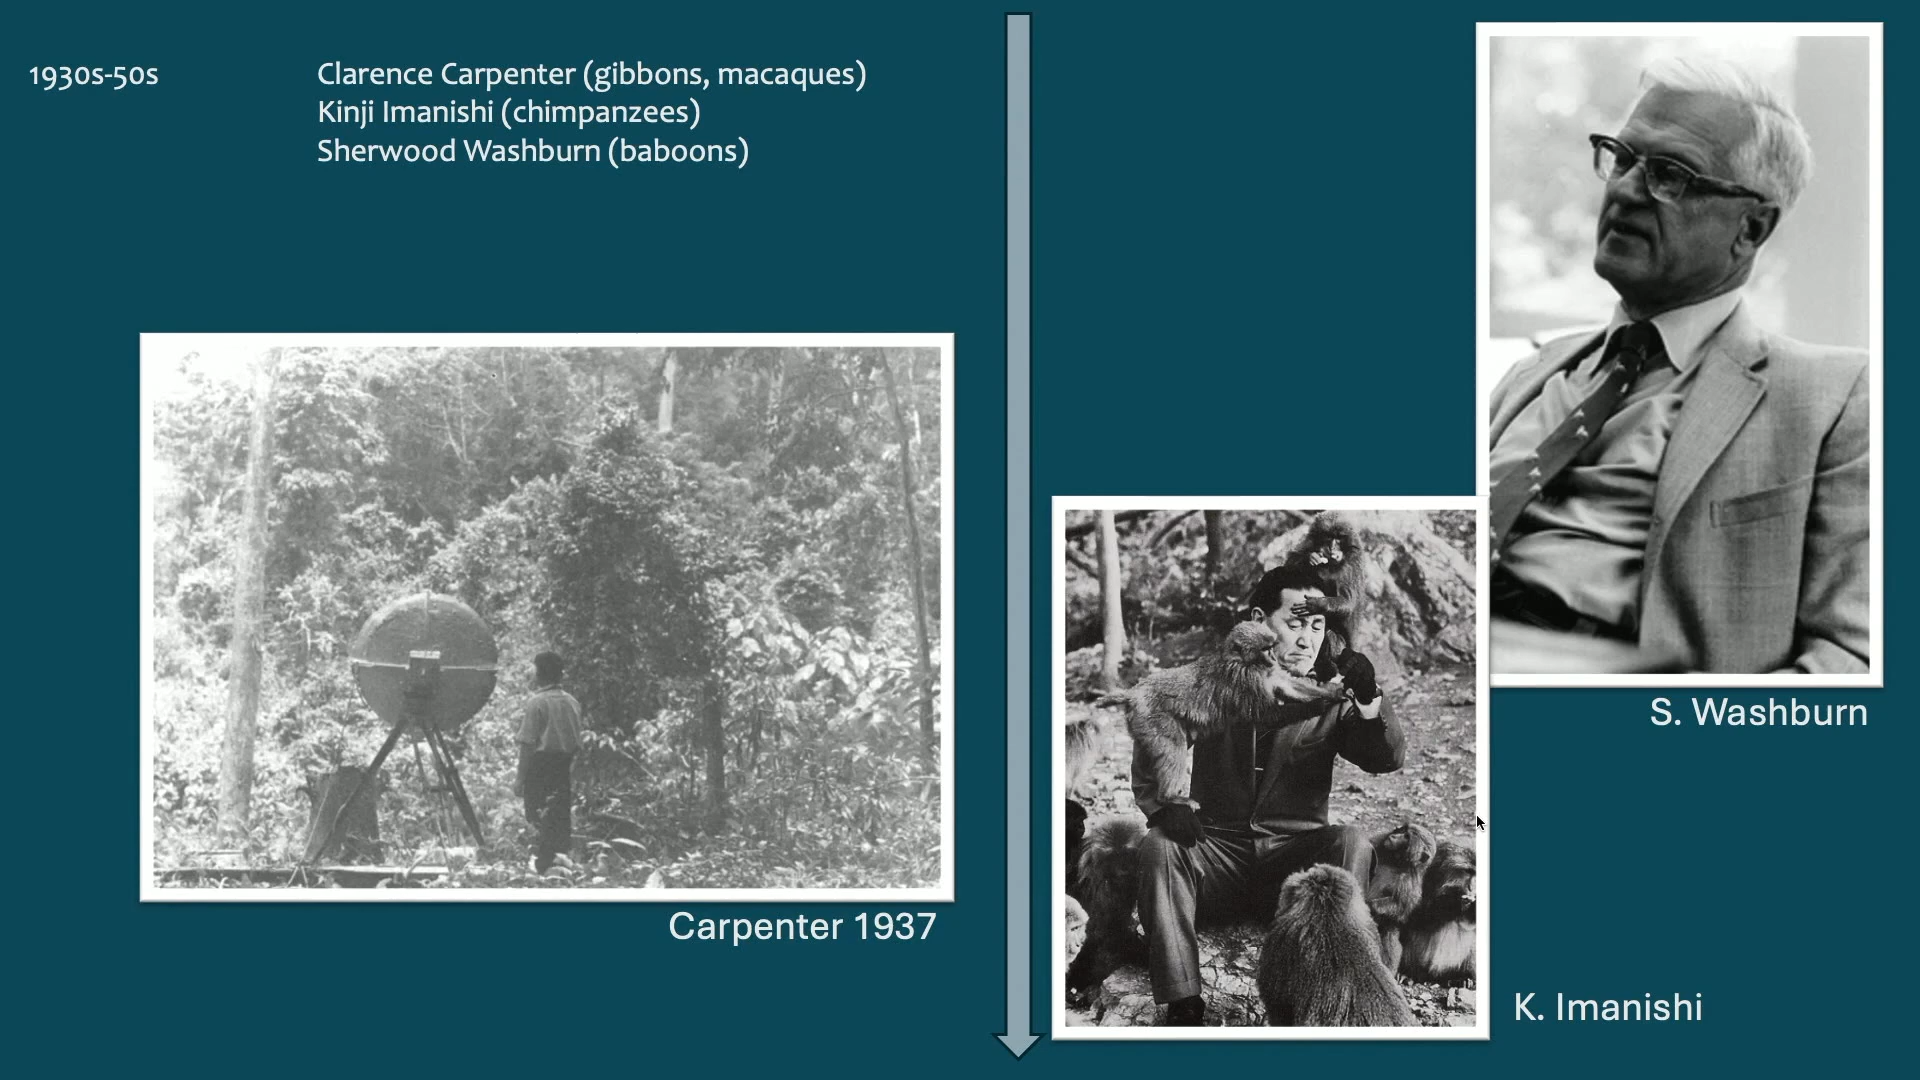 1930s-50s
Clarence Carpenter (gibbons, macaques)
Kinji Imanishi (chimpanzees)
Sherwood Washburn (baboons)
S. Washburn
Carpenter 1937
K. Imanishi